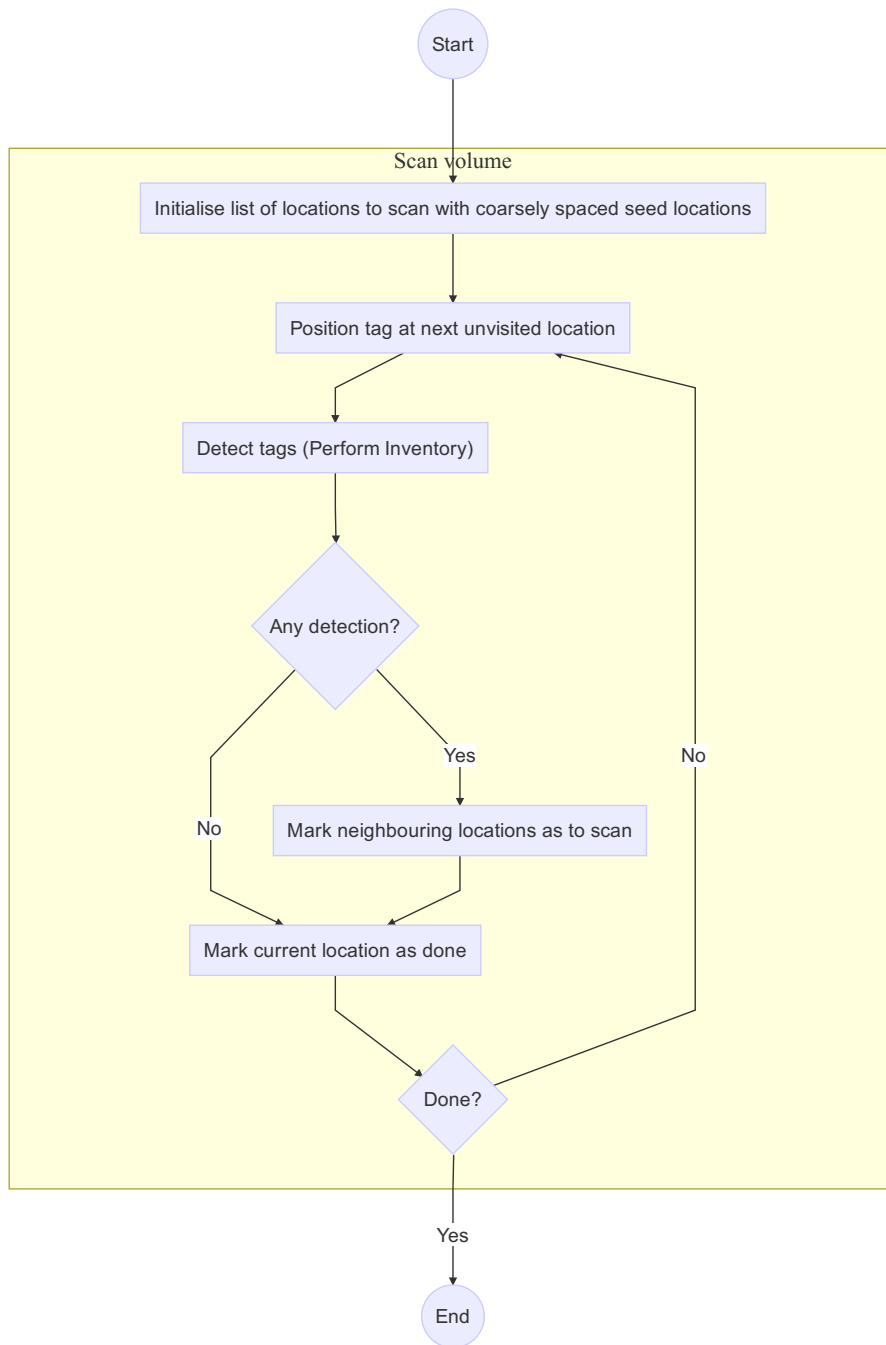 Start
Scan volume
Initialise list of locations to scan with coarsely spaced seed locations
Position tag at next unvisited location
Detect tags (Perform Inventory)
Any detection?
Yes
No
No
Mark neighbouring locations as to scan
Mark current location as done
Done?
Yes
End